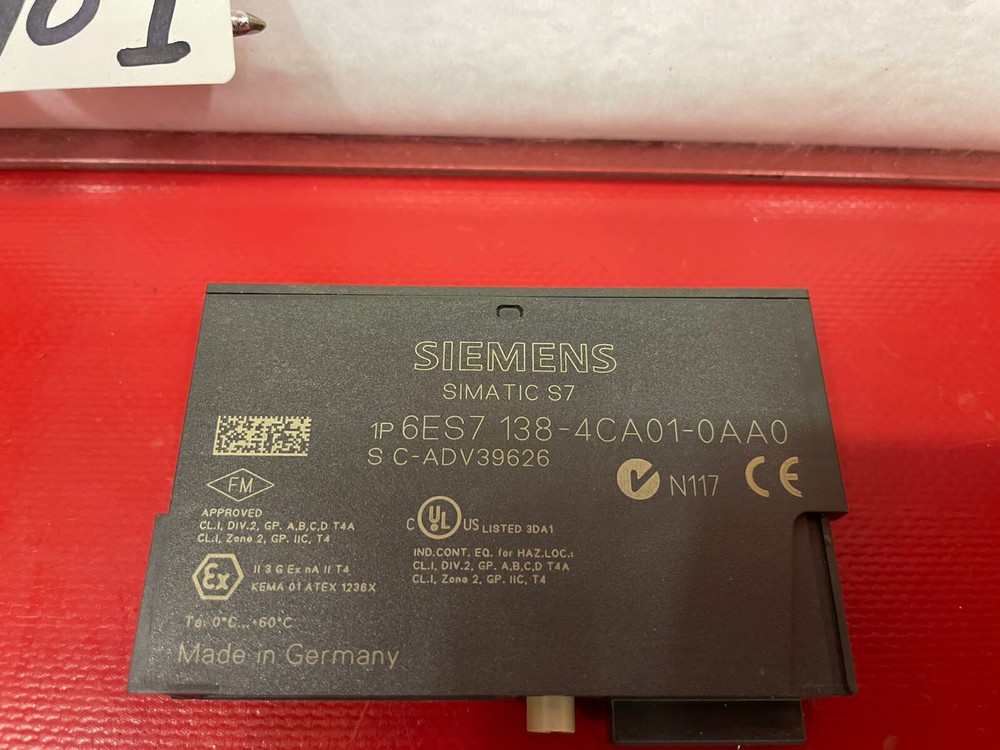 SIEMENS
SIMATIC S7
1P 6ES7 138-4CA01-0AA0
S C-ADV39626
N117 CE
FM
APPROVED
CL.I, DIV.2, GP. A,B,C,D T4A
CL.I, Zone 2, GP. IIC, T4
C UL US LISTED 3DA1
IND.CONT. EQ. for HAZ.LOC.:
CL.I, DIV.2, GP. A,B,C,D T4A
CL.I, Zone 2, GP. IIC, T4
Ex II 3 G Ex nA II T4
KEMA 01 ATEX 1238X
Ta: 0°C...+60°C
Made in Germany